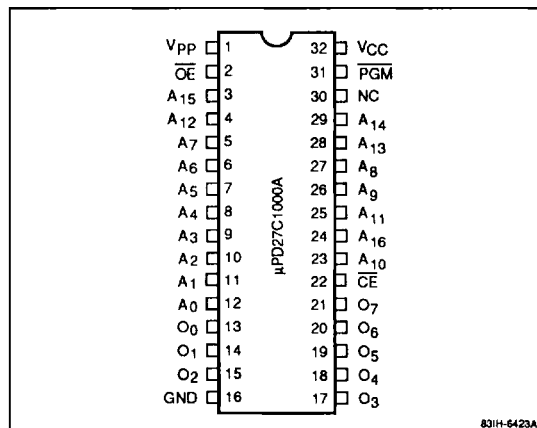 VPP 1 32 VCC
OE 2 31 PGM
A15 3 30 NC
A12 4 29 A14
A7 5 28 A13
A6 6 27 A8
A5 7 26 A9
A4 8 25 A11
A3 9 24 A16
A2 10 23 A10
A1 11 22 CE
A0 12 21 O7
O0 13 20 O6
O1 14 19 O5
O2 15 18 O4
GND 16 17 O3
µPD27C1000A
83IH-6423A